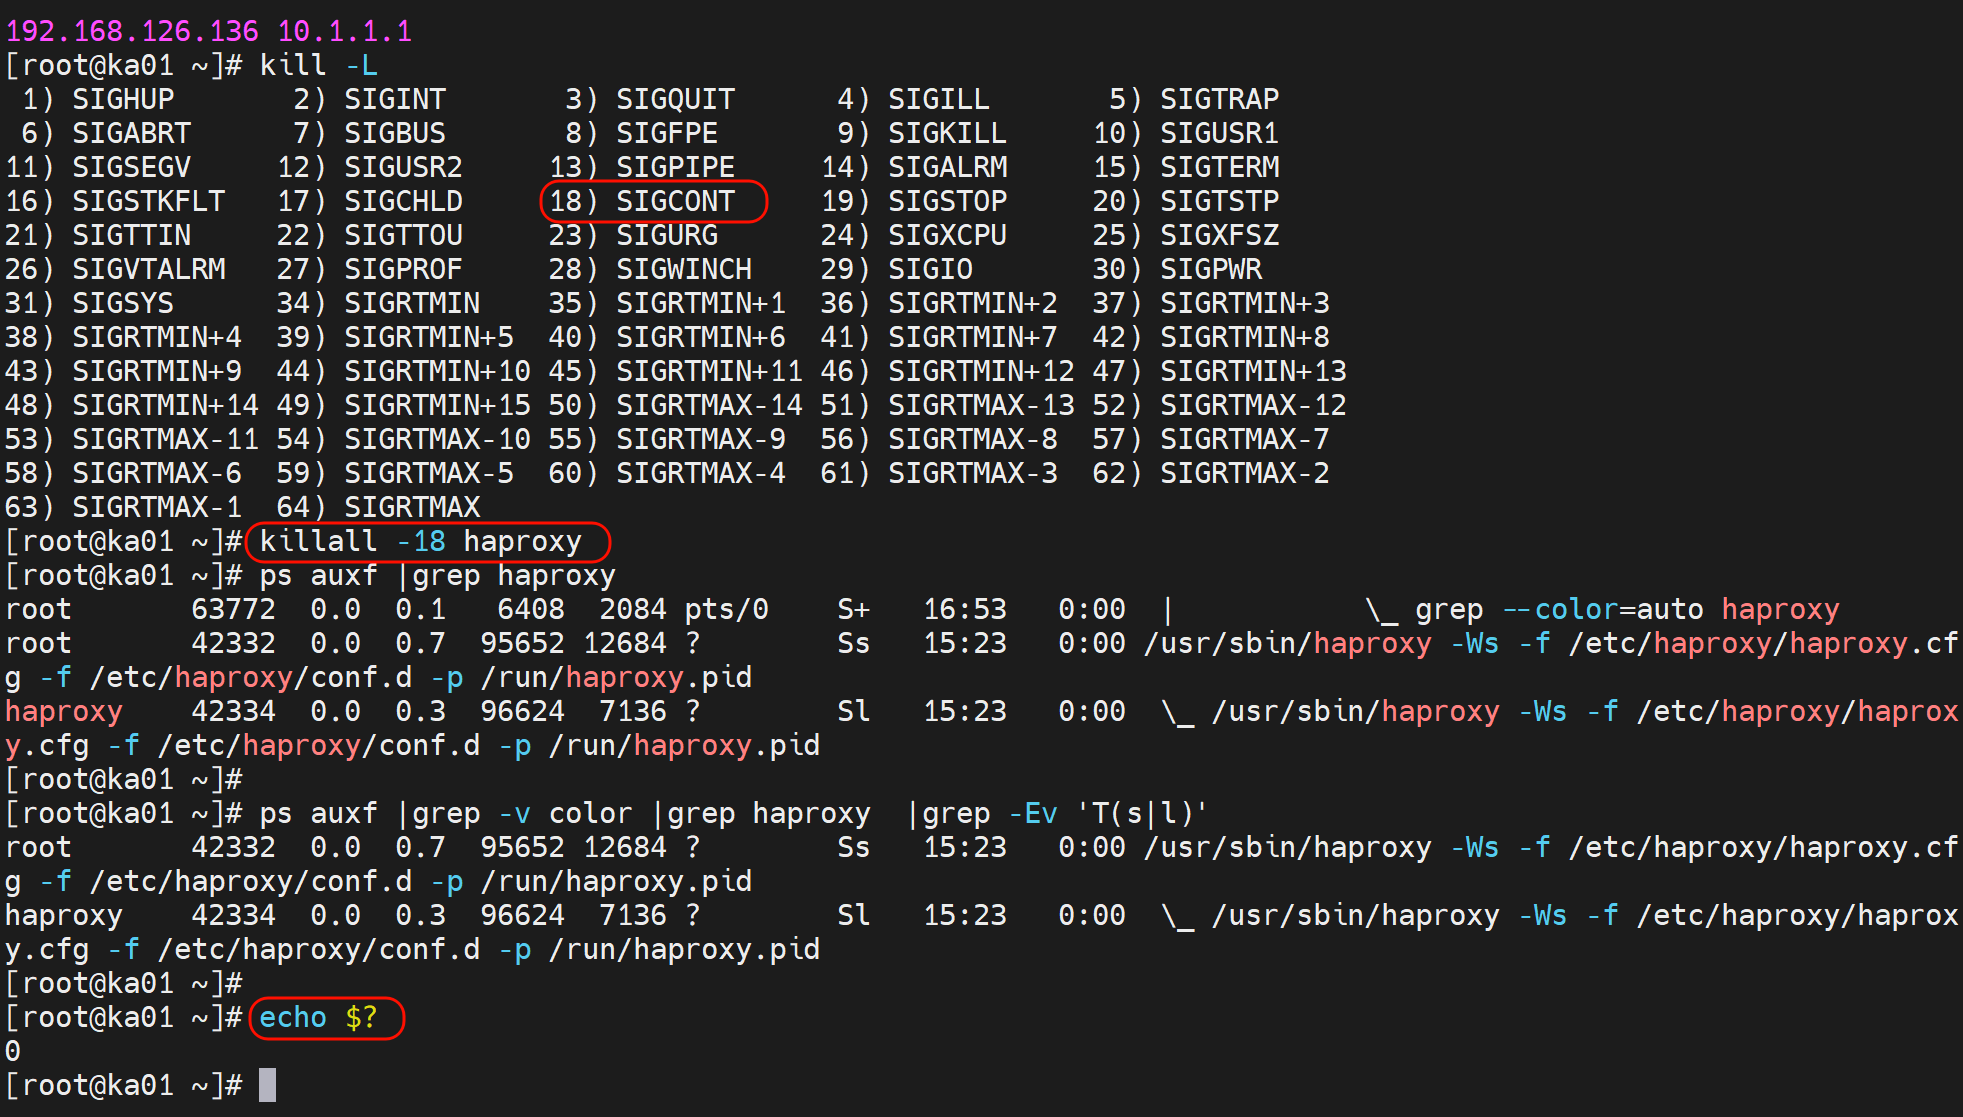 192.168.126.136 10.1.1.1
[root@ka01 ~]# kill -L
 1) SIGHUP       2) SIGINT       3) SIGQUIT      4) SIGILL       5) SIGTRAP
 6) SIGABRT      7) SIGBUS       8) SIGFPE       9) SIGKILL     10) SIGUSR1
11) SIGSEGV     12) SIGUSR2     13) SIGPIPE     14) SIGALRM     15) SIGTERM
16) SIGSTKFLT   17) SIGCHLD     18) SIGCONT     19) SIGSTOP     20) SIGTSTP
21) SIGTTIN     22) SIGTTOU     23) SIGURG      24) SIGXCPU     25) SIGXFSZ
26) SIGVTALRM   27) SIGPROF     28) SIGWINCH    29) SIGIO       30) SIGPWR
31) SIGSYS      34) SIGRTMIN    35) SIGRTMIN+1  36) SIGRTMIN+2  37) SIGRTMIN+3
38) SIGRTMIN+4  39) SIGRTMIN+5  40) SIGRTMIN+6  41) SIGRTMIN+7  42) SIGRTMIN+8
43) SIGRTMIN+9  44) SIGRTMIN+10 45) SIGRTMIN+11 46) SIGRTMIN+12 47) SIGRTMIN+13
48) SIGRTMIN+14 49) SIGRTMIN+15 50) SIGRTMAX-14 51) SIGRTMAX-13 52) SIGRTMAX-12
53) SIGRTMAX-11 54) SIGRTMAX-10 55) SIGRTMAX-9  56) SIGRTMAX-8  57) SIGRTMAX-7
58) SIGRTMAX-6  59) SIGRTMAX-5  60) SIGRTMAX-4  61) SIGRTMAX-3  62) SIGRTMAX-2
63) SIGRTMAX-1  64) SIGRTMAX
[root@ka01 ~]# killall -18 haproxy
[root@ka01 ~]# ps auxf |grep haproxy
root       63772  0.0  0.1   6408  2084 pts/0    S+   16:53   0:00  |           \_ grep --color=auto haproxy
root       42332  0.0  0.7  95652 12684 ?        Ss   15:23   0:00 /usr/sbin/haproxy -Ws -f /etc/haproxy/haproxy.cf
g -f /etc/haproxy/conf.d -p /run/haproxy.pid
haproxy    42334  0.0  0.3  96624  7136 ?        Sl   15:23   0:00  \_ /usr/sbin/haproxy -Ws -f /etc/haproxy/haprox
y.cfg -f /etc/haproxy/conf.d -p /run/haproxy.pid
[root@ka01 ~]#
[root@ka01 ~]# ps auxf |grep -v color |grep haproxy  |grep -Ev 'T(s|l)'
root       42332  0.0  0.7  95652 12684 ?        Ss   15:23   0:00 /usr/sbin/haproxy -Ws -f /etc/haproxy/haproxy.cf
g -f /etc/haproxy/conf.d -p /run/haproxy.pid
haproxy    42334  0.0  0.3  96624  7136 ?        Sl   15:23   0:00  \_ /usr/sbin/haproxy -Ws -f /etc/haproxy/haprox
y.cfg -f /etc/haproxy/conf.d -p /run/haproxy.pid
[root@ka01 ~]#
[root@ka01 ~]# echo $?
0
[root@ka01 ~]#